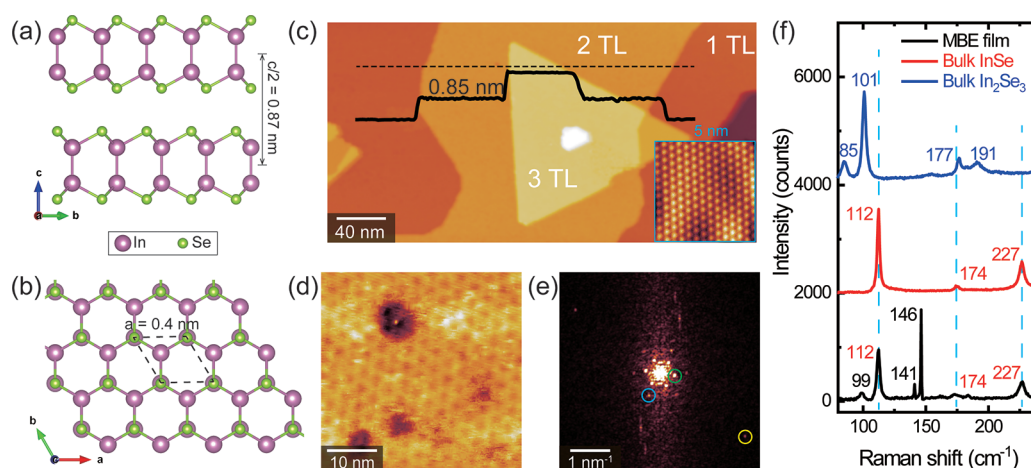 (a)
c/2 = 0.87 nm
c
a
b
In
Se
(b)
a = 0.4 nm
b
c
a
(c)
2 TL
1 TL
0.85 nm
3 TL
5 nm
40 nm
(d)
10 nm
(e)
1 nm⁻¹
(f)
MBE film
Bulk InSe
Bulk In₂Se₃
101
85
177
191
112
174
227
146
112
141
99
174
227
6000
4000
2000
0
Intensity (counts)
100
150
200
Raman shift (cm⁻¹)